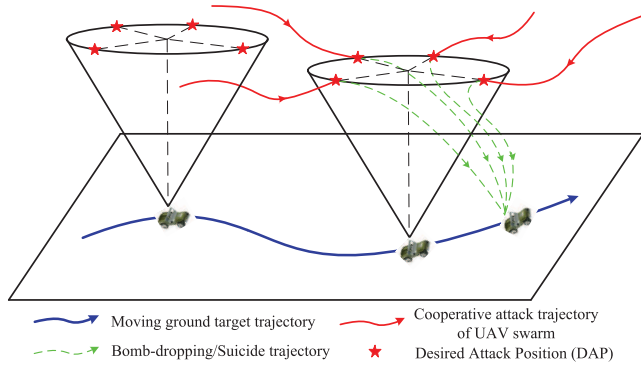 Moving ground target trajectory
Cooperative attack trajectory
of UAV swarm
Bomb-dropping/Suicide trajectory
Desired Attack Position (DAP)